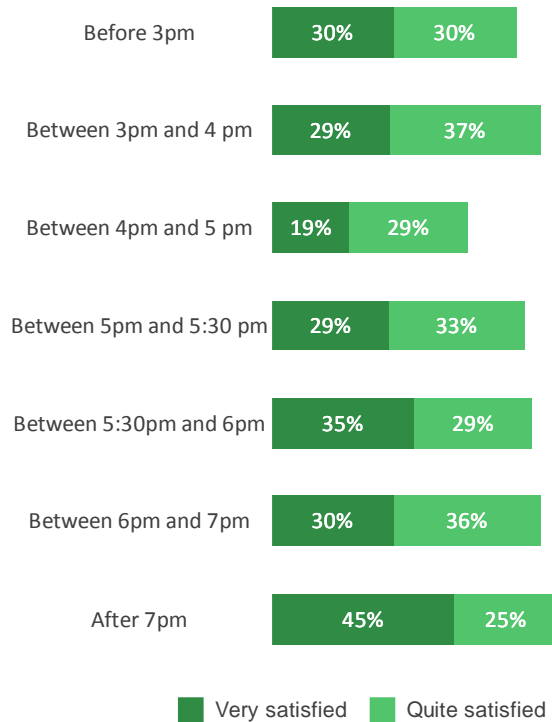 Before 3pm 30% 30%
Between 3pm and 4 pm 29% 37%
Between 4pm and 5 pm 19% 29%
Between 5pm and 5:30 pm 29% 33%
Between 5:30pm and 6pm 35% 29%
Between 6pm and 7pm 30% 36%
After 7pm 45% 25%
Very satisfied Quite satisfied